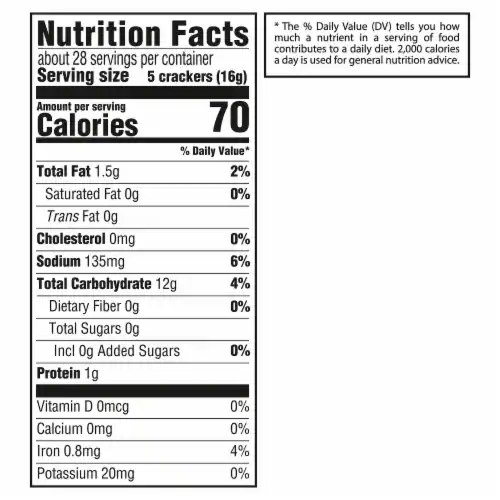 Nutrition Facts
about 28 servings per container
Serving size 5 crackers (16g)
Amount per serving
Calories 70
% Daily Value*
Total Fat 1.5g 2%
Saturated Fat 0g 0%
Trans Fat 0g
Cholesterol 0mg 0%
Sodium 135mg 6%
Total Carbohydrate 12g 4%
Dietary Fiber 0g 0%
Total Sugars 0g
Incl 0g Added Sugars 0%
Protein 1g
Vitamin D 0mcg 0%
Calcium 0mg 0%
Iron 0.8mg 4%
Potassium 20mg 0%
* The % Daily Value (DV) tells you how
much a nutrient in a serving of food
contributes to a daily diet. 2,000 calories
a day is used for general nutrition advice.